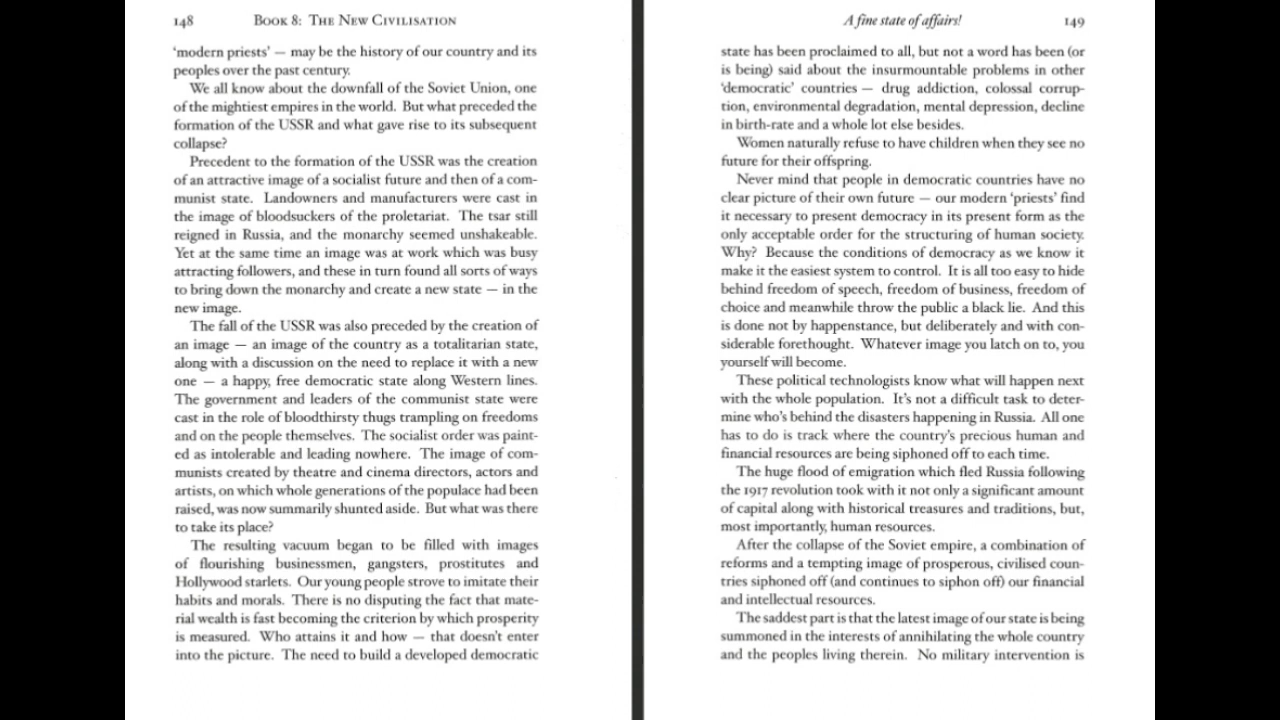 148 Book 8: The New Civilisation
‘modern priests’ — may be the history of our country and its
peoples over the past century.
We all know about the downfall of the Soviet Union, one
of the mightiest empires in the world. But what preceded the
formation of the USSR and what gave rise to its subsequent
collapse?
Precedent to the formation of the USSR was the creation
of an attractive image of a socialist future and then of a com-
munist state. Landowners and manufacturers were cast in
the image of bloodsuckers of the proletariat. The tsar still
reigned in Russia, and the monarchy seemed unshakeable.
Yet at the same time an image was at work which was busy
attracting followers, and these in turn found all sorts of ways
to bring down the monarchy and create a new state — in the
new image.
The fall of the USSR was also preceded by the creation of
an image — an image of the country as a totalitarian state,
along with a discussion on the need to replace it with a new
one — a happy, free democratic state along Western lines.
The government and leaders of the communist state were
cast in the role of bloodthirsty thugs trampling on freedoms
and on the people themselves. The socialist order was paint-
ed as intolerable and leading nowhere. The image of com-
munists created by theatre and cinema directors, actors and
artists, on which whole generations of the populace had been
raised, was now summarily shunted aside. But what was there
to take its place?
The resulting vacuum began to be filled with images
of flourishing businessmen, gangsters, prostitutes and
Hollywood starlets. Our young people strove to imitate their
habits and morals. There is no disputing the fact that mate-
rial wealth is fast becoming the criterion by which prosperity
is measured. Who attains it and how — that doesn’t enter
into the picture. The need to build a developed democratic
A fine state of affairs! 149
state has been proclaimed to all, but not a word has been (or
is being) said about the insurmountable problems in other
‘democratic’ countries — drug addiction, colossal corrup-
tion, environmental degradation, mental depression, decline
in birth-rate and a whole lot else besides.
Women naturally refuse to have children when they see no
future for their offspring.
Never mind that people in democratic countries have no
clear picture of their own future — our modern ‘priests’ find
it necessary to present democracy in its present form as the
only acceptable order for the structuring of human society.
Why? Because the conditions of democracy as we know it
make it the easiest system to control. It is all too easy to hide
behind freedom of speech, freedom of business, freedom of
choice and meanwhile throw the public a black lie. And this
is done not by happenstance, but deliberately and with con-
siderable forethought. Whatever image you latch on to, you
yourself will become.
These political technologists know what will happen next
with the whole population. It’s not a difficult task to deter-
mine who’s behind the disasters happening in Russia. All one
has to do is track where the country’s precious human and
financial resources are being siphoned off to each time.
The huge flood of emigration which fled Russia following
the 1917 revolution took with it not only a significant amount
of capital along with historical treasures and traditions, but,
most importantly, human resources.
After the collapse of the Soviet empire, a combination of
reforms and a tempting image of prosperous, civilised coun-
tries siphoned off (and continues to siphon off) our financial
and intellectual resources.
The saddest part is that the latest image of our state is being
summoned in the interests of annihilating the whole country
and the peoples living therein. No military intervention is